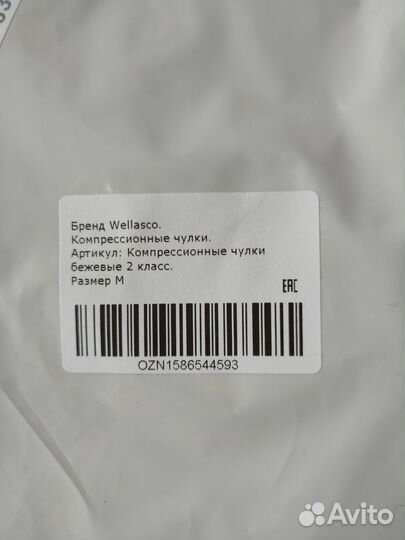 Бренд Wellasco.
Компрессионные чулки.
Артикул: Компрессионные чулки
бежевые 2 класс.
Размер M
EAC
OZN1586544593
Avito